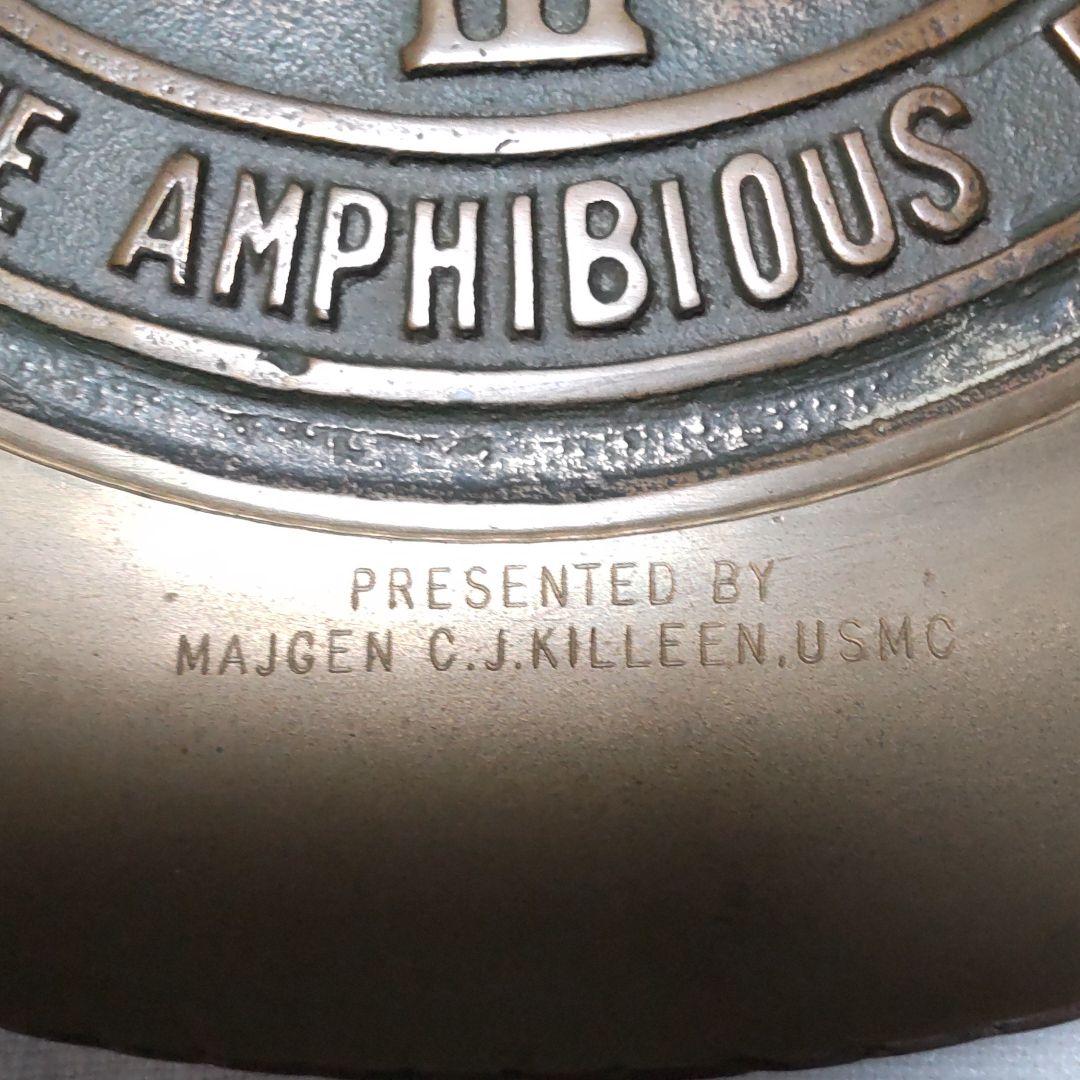 AMPHIBIOUS
PRESENTED BY
MAJGEN C.J.KILLEEN,USMC